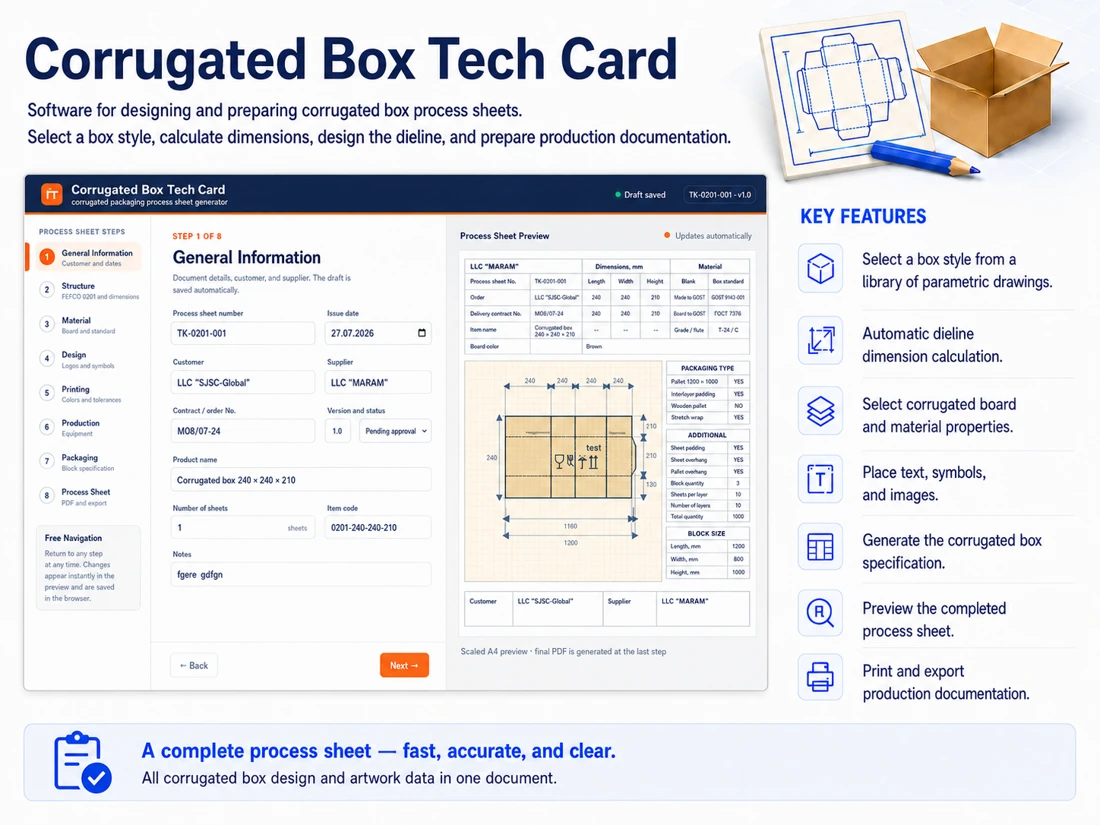 Corrugated Box Tech Card
Software for designing and preparing corrugated box process sheets.
Select a box style, calculate dimensions, design the dieline, and prepare production documentation.
Corrugated Box Tech Card
corrugated packaging process sheet generator
Draft saved
TK-0201-001 - v1.0
PROCESS SHEET STEPS
1
General Information
Customer and dates
2
Structure
FEFCO 0201 and dimensions
3
Material
Board and standard
4
Design
Logos and symbols
5
Printing
Colors and tolerances
6
Production
Equipment
7
Packaging
Block specification
8
Process Sheet
PDF and export
Free Navigation
Return to any step
at any time. Changes
appear instantly in the
preview and are saved
in the browser.
STEP 1 OF 8
General Information
Document details, customer, and supplier. The draft is
saved automatically.
Process sheet number
Issue date
TK-0201-001
27.07.2026
Customer
Supplier
LLC "SJSC-Global"
LLC "MARAM"
Contract / order No.
Version and status
MO8/07-24
1.0
Pending approval
Product name
Corrugated box 240 × 240 × 210
Number of sheets
Item code
1
sheets
0201-240-240-210
Notes
fgere gdfgn
← Back
Next →
Process Sheet Preview
Updates automatically
LLC "MARAM"
Dimensions, mm
Material
Process sheet No.
TK-0201-001
Length
Width
Height
Blank
Box standard
Order
LLC "SJSC-Global"
240
240
210
Made to GOST
GOST 9142-001
Delivery contract No.
MO8/07-24
240
240
210
Board to GOST
ГОСТ 7376
Item name
Corrugated box
240 × 240 × 210
--
--
Grade / flute
T-24 / C
Board color
Brown
240
240
240
240
240
210
210
130
test
1160
1200
PACKAGING TYPE
Pallet 1200 × 1000
YES
Interlayer padding
YES
Wooden pallet
NO
Stretch wrap
YES
ADDITIONAL
Sheet padding
YES
Sheet overhang
YES
Pallet overhang
YES
Block quantity
3
Sheets per layer
10
Number of layers
10
Total quantity
1000
BLOCK SIZE
Length, mm
1200
Width, mm
800
Height, mm
1000
Customer
LLC "SJSC-Global"
Supplier
LLC "MARAM"
Scaled A4 preview · final PDF is generated at the last step
KEY FEATURES
Select a box style from a
library of parametric drawings.
Automatic dieline
dimension calculation.
Select corrugated board
and material properties.
T
Place text, symbols,
and images.
Generate the corrugated box
specification.
Preview the completed
process sheet.
Print and export
production documentation.
A complete process sheet — fast, accurate, and clear.
All corrugated box design and artwork data in one document.